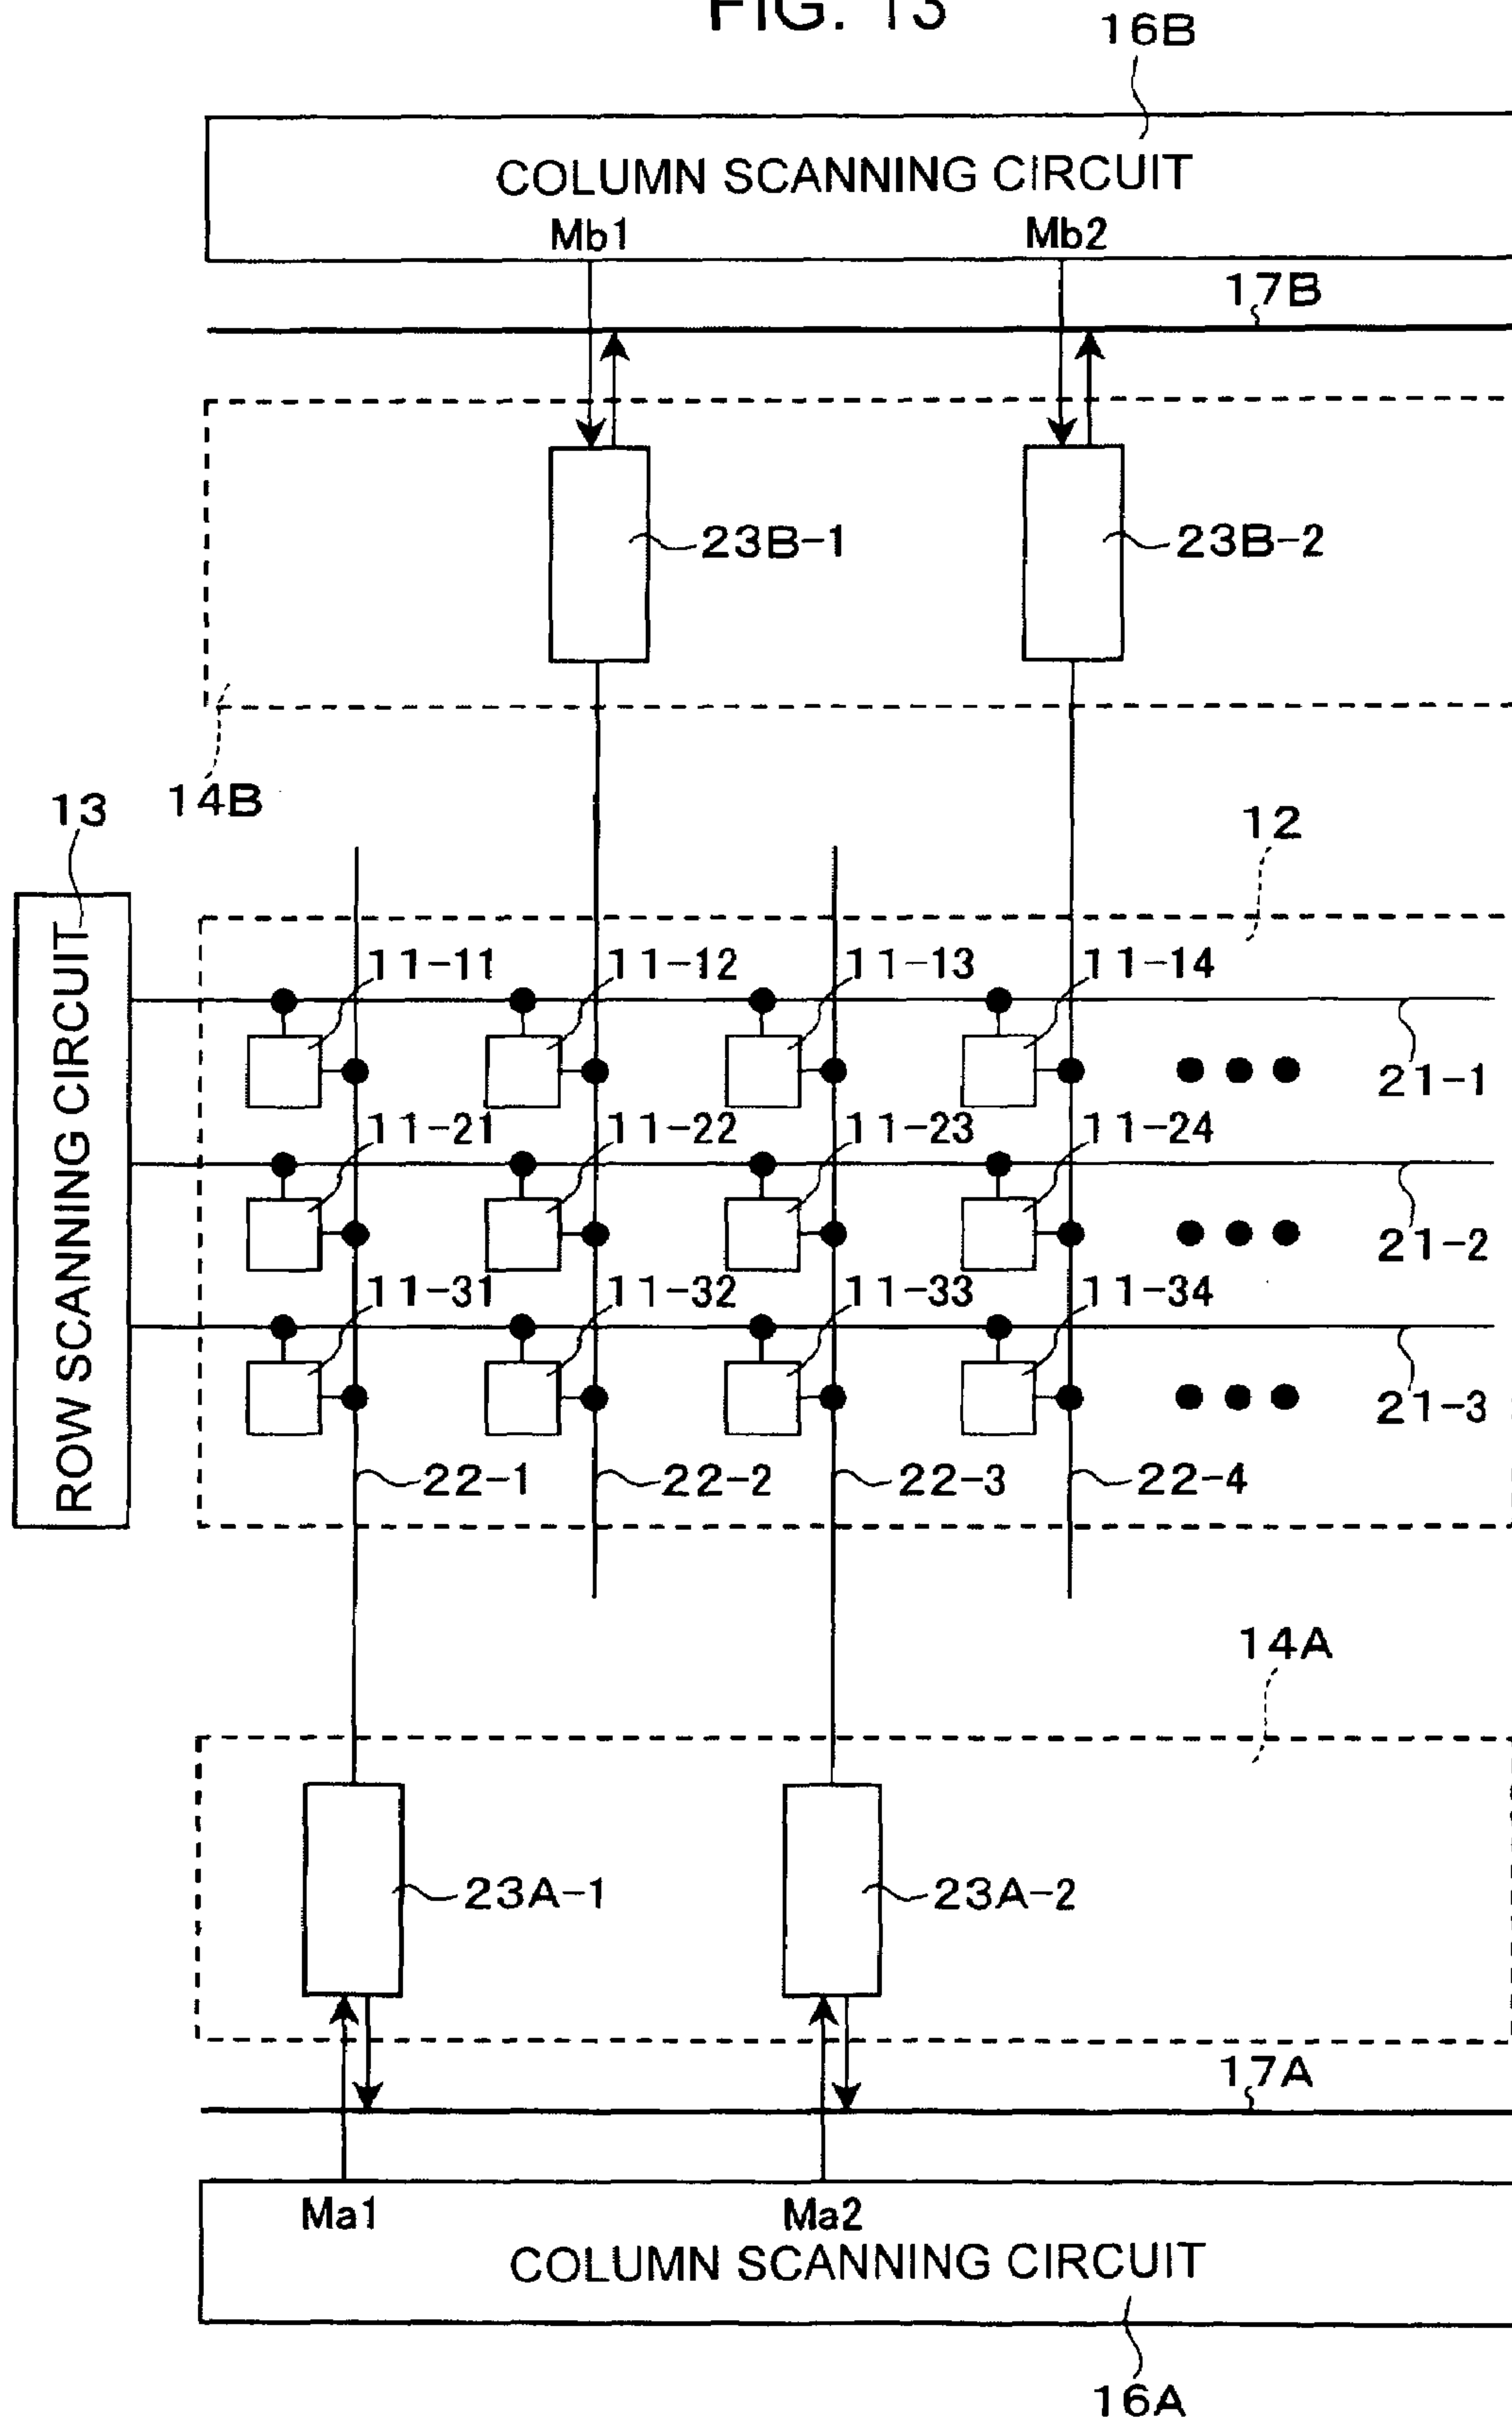 FIG. 13
16B
COLUMN SCANNING CIRCUIT
Mb1 Mb2
17B
23B-1 23B-2
14B
13 12
ROW SCANNING CIRCUIT
11-11 11-12 11-13 11-14
21-1
11-21 11-22 11-23 11-24
21-2
11-31 11-32 11-33 11-34
21-3
22-1 22-2 22-3 22-4
14A
23A-1 23A-2
17A
Ma1 Ma2
COLUMN SCANNING CIRCUIT
16A